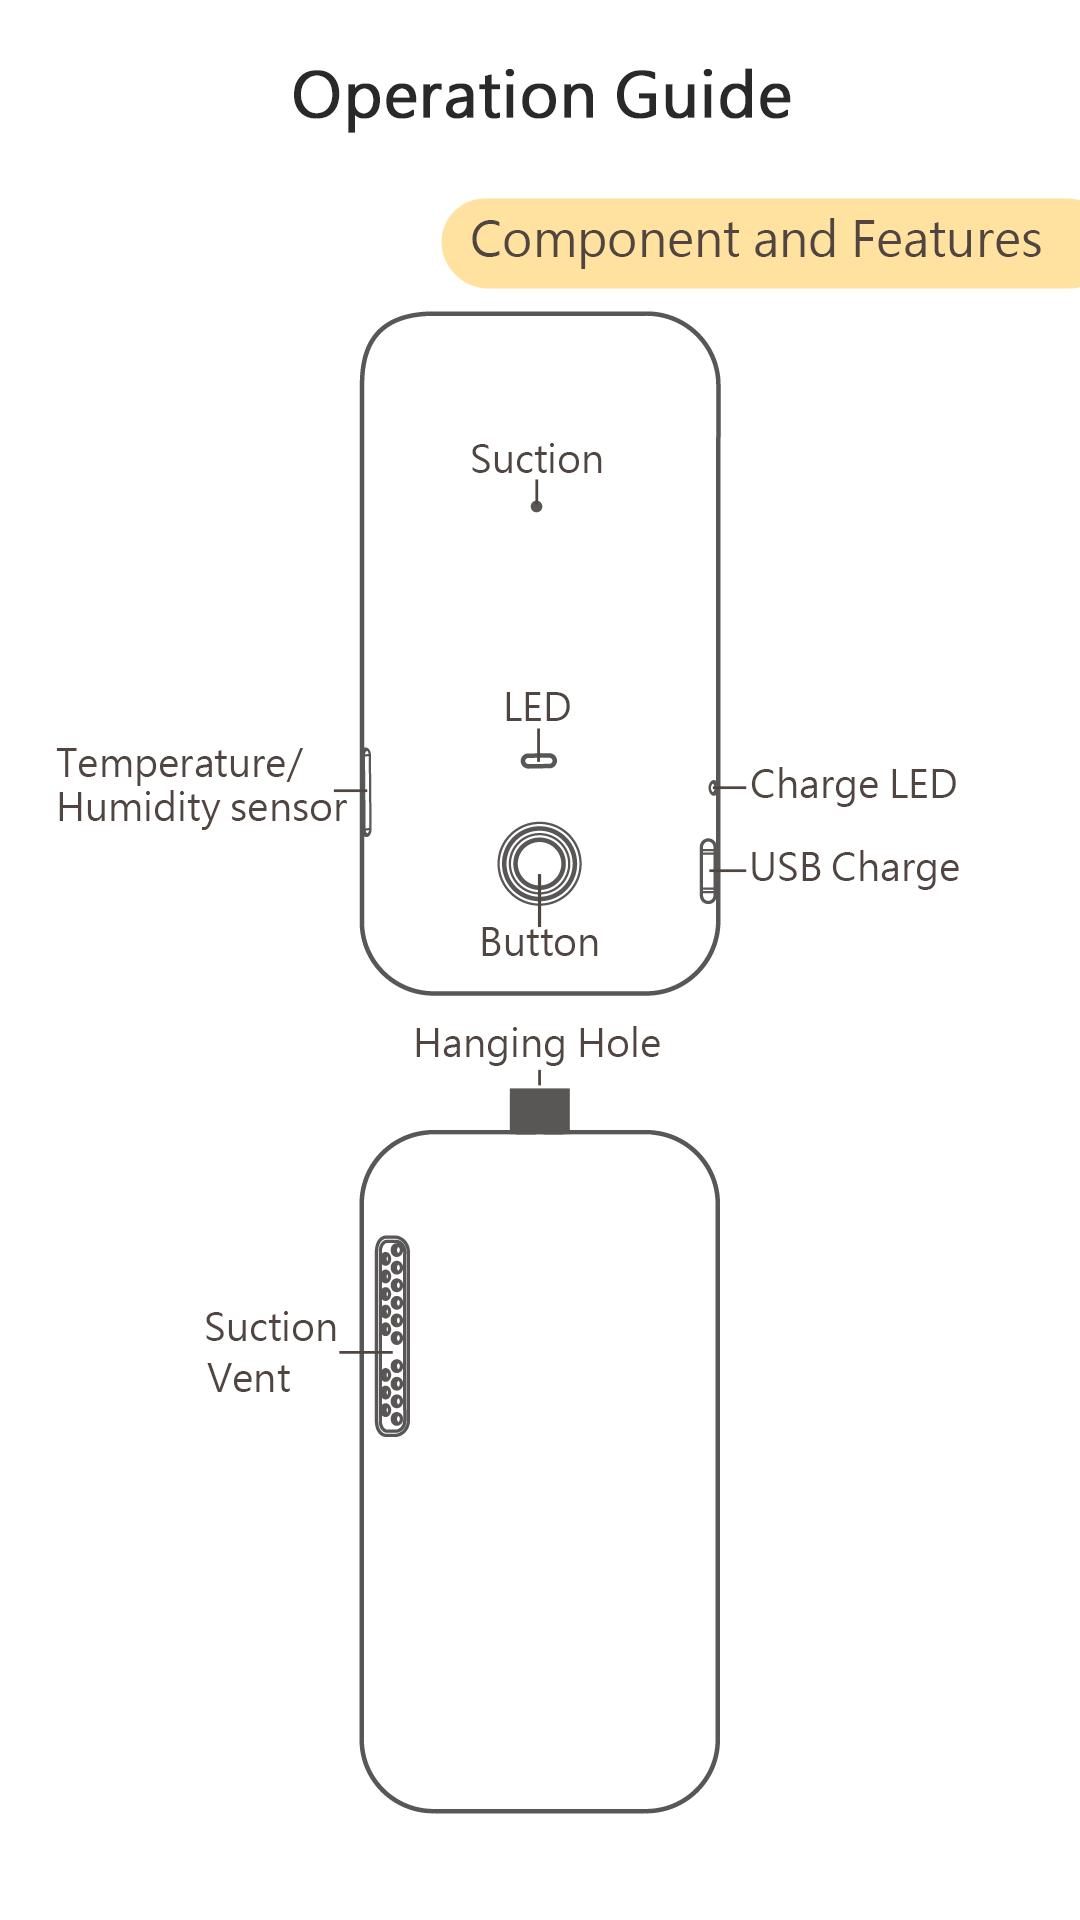 Operation Guide
Component and Features
Suction
LED
Temperature/
Humidity sensor
Charge LED
USB Charge
Button
Hanging Hole
Suction
Vent